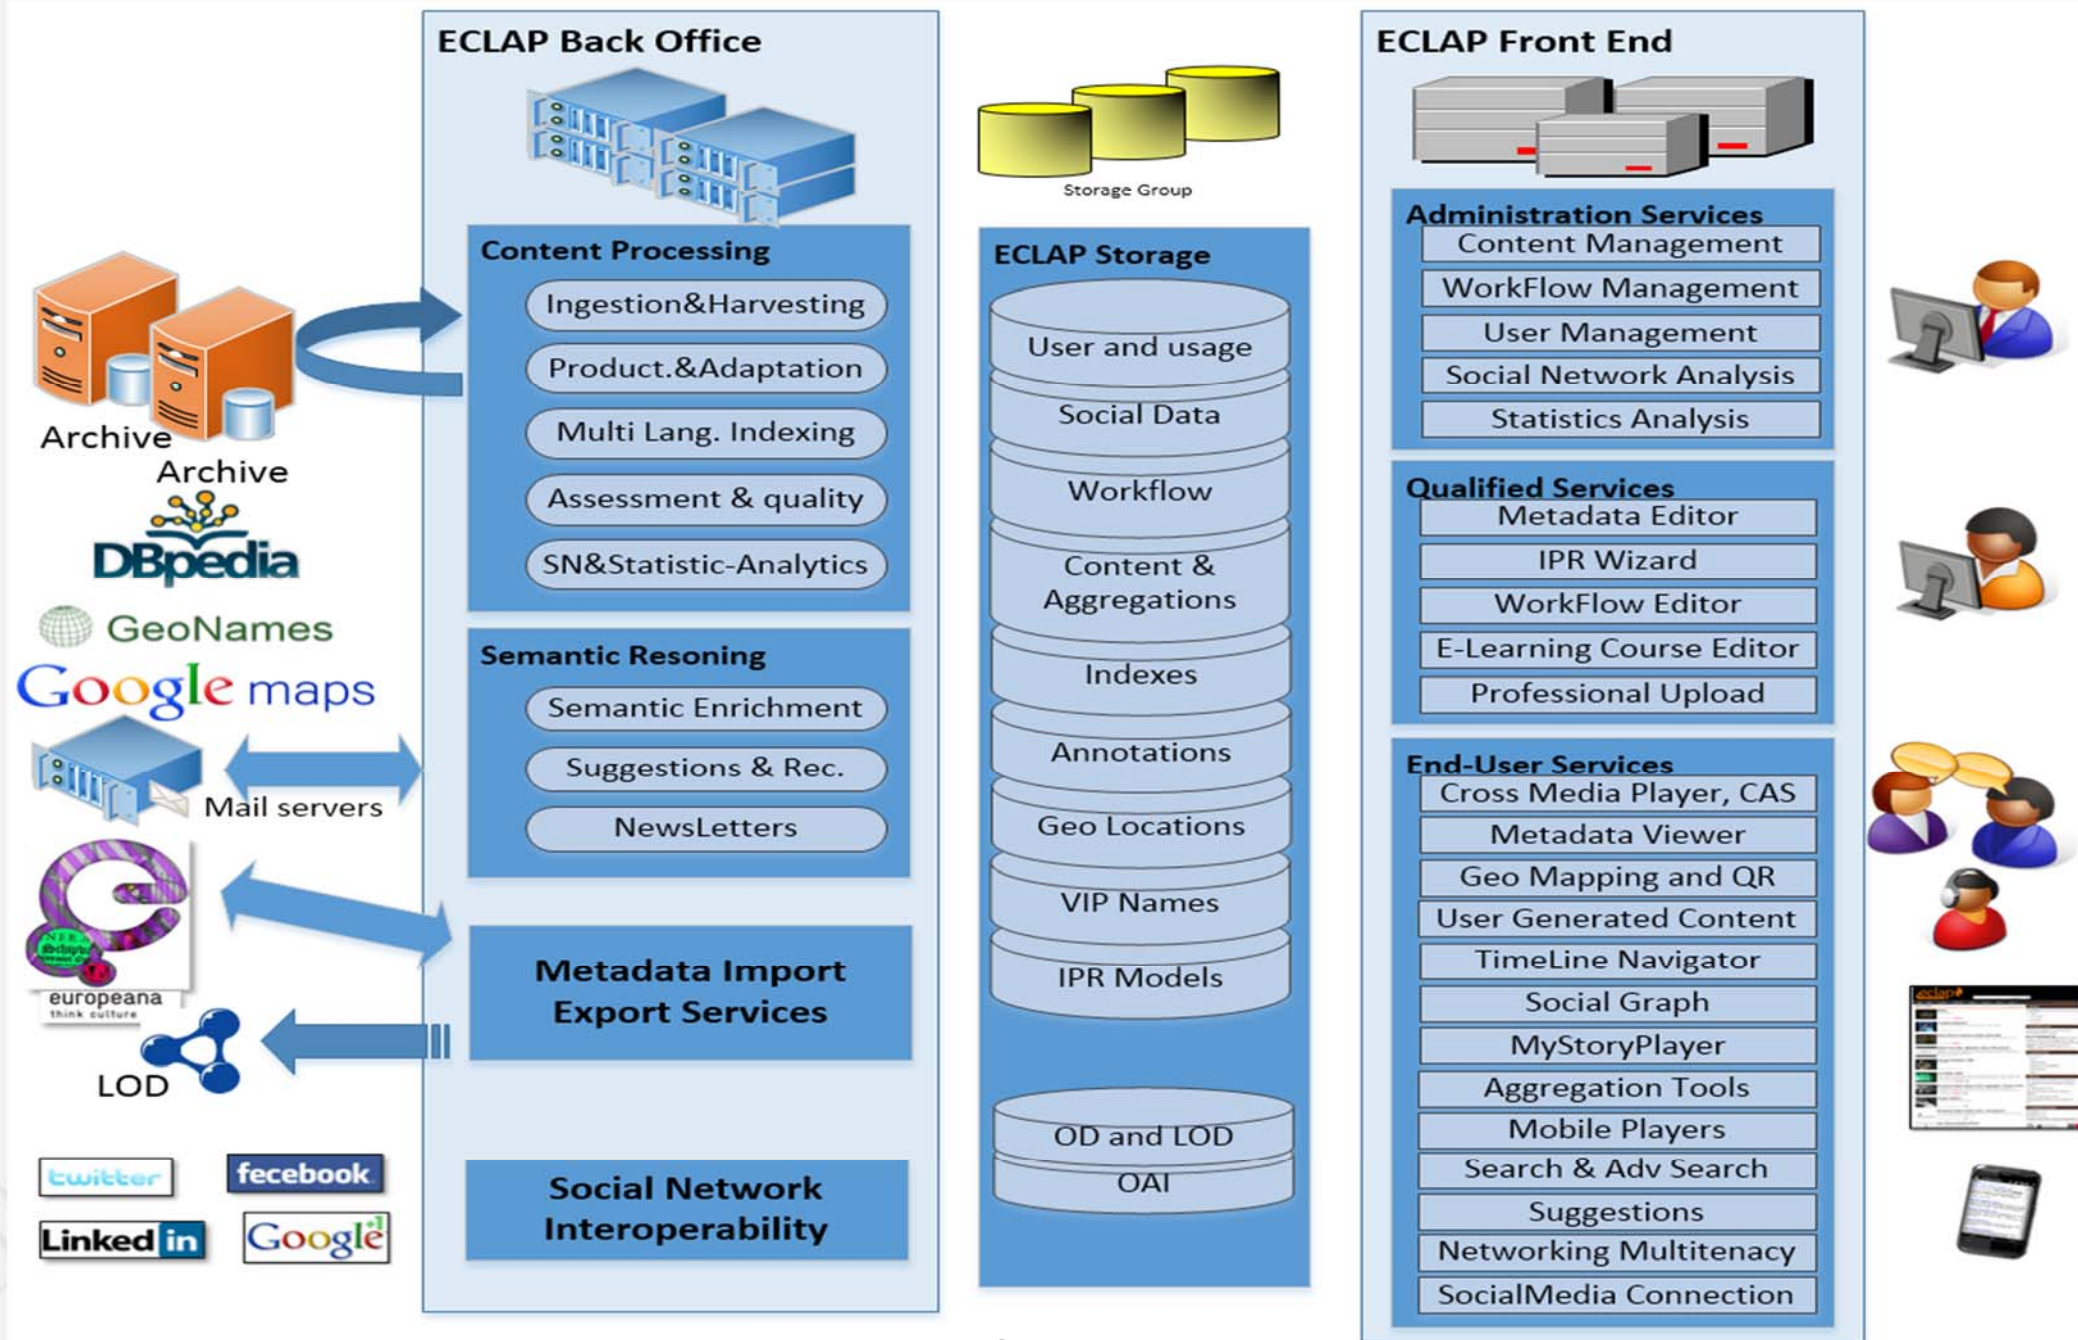 ECLAP Back Office
Content Processing
Ingestion&Harvesting
Product.&Adaptation
Multi Lang. Indexing
Assessment & quality
SN&Statistic-Analytics
Semantic Resoning
Semantic Enrichment
Suggestions & Rec.
NewsLetters
Metadata Import
Export Services
Social Network
Interoperability
Archive
Archive
DBpedia
GeoNames
Google maps
Mail servers
europeana
think culture
LOD
twitter
fecebook
Linked in
Google +1
Storage Group
ECLAP Storage
User and usage
Social Data
Workflow
Content &
Aggregations
Indexes
Annotations
Geo Locations
VIP Names
IPR Models
OD and LOD
OAI
ECLAP Front End
Administration Services
Content Management
WorkFlow Management
User Management
Social Network Analysis
Statistics Analysis
Qualified Services
Metadata Editor
IPR Wizard
WorkFlow Editor
E-Learning Course Editor
Professional Upload
End-User Services
Cross Media Player, CAS
Metadata Viewer
Geo Mapping and QR
User Generated Content
TimeLine Navigator
Social Graph
MyStoryPlayer
Aggregation Tools
Mobile Players
Search & Adv Search
Suggestions
Networking Multitenacy
SocialMedia Connection
eclap